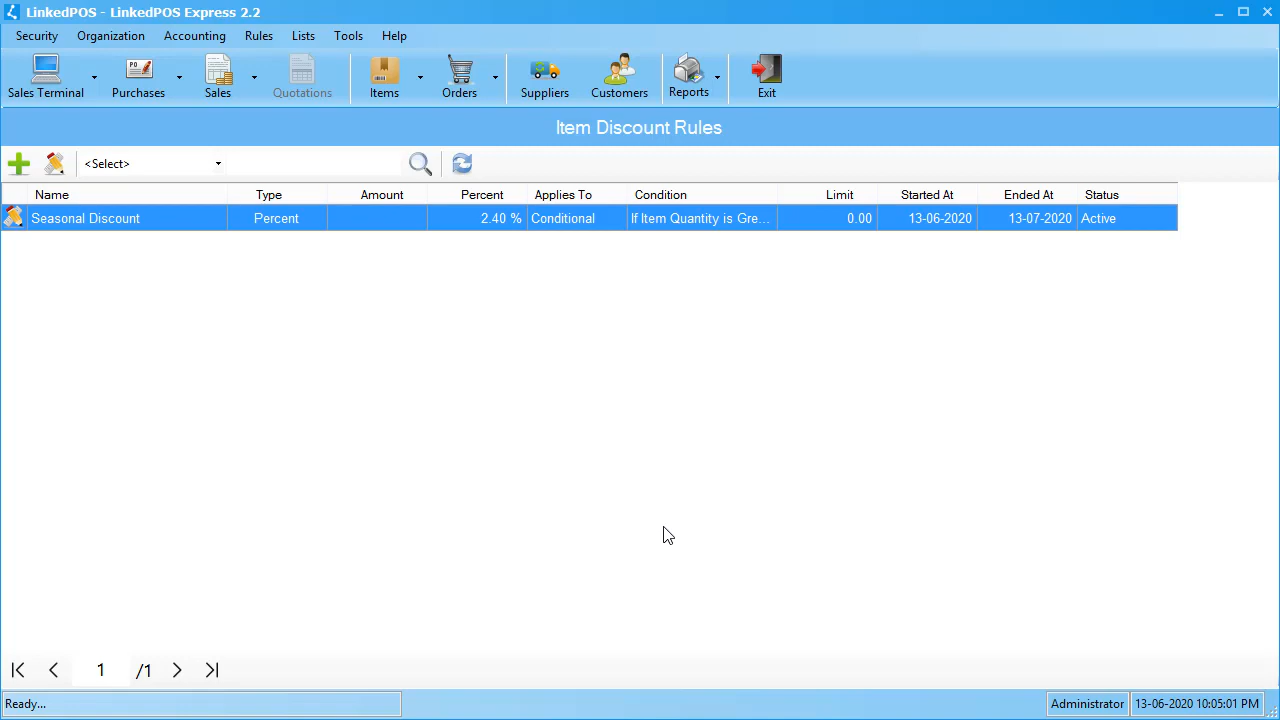 LinkedPOS - LinkedPOS Express 2.2
Security Organization Accounting Rules Lists Tools Help
Sales Terminal Purchases Sales Quotations Items Orders Suppliers Customers Reports Exit
Item Discount Rules
<Select>
Name Type Amount Percent Applies To Condition Limit Started At Ended At Status
Seasonal Discount Percent 2.40 % Conditional If Item Quantity is Gre... 0.00 13-06-2020 13-07-2020 Active
1 /1
Ready... Administrator 13-06-2020 10:05:01 PM